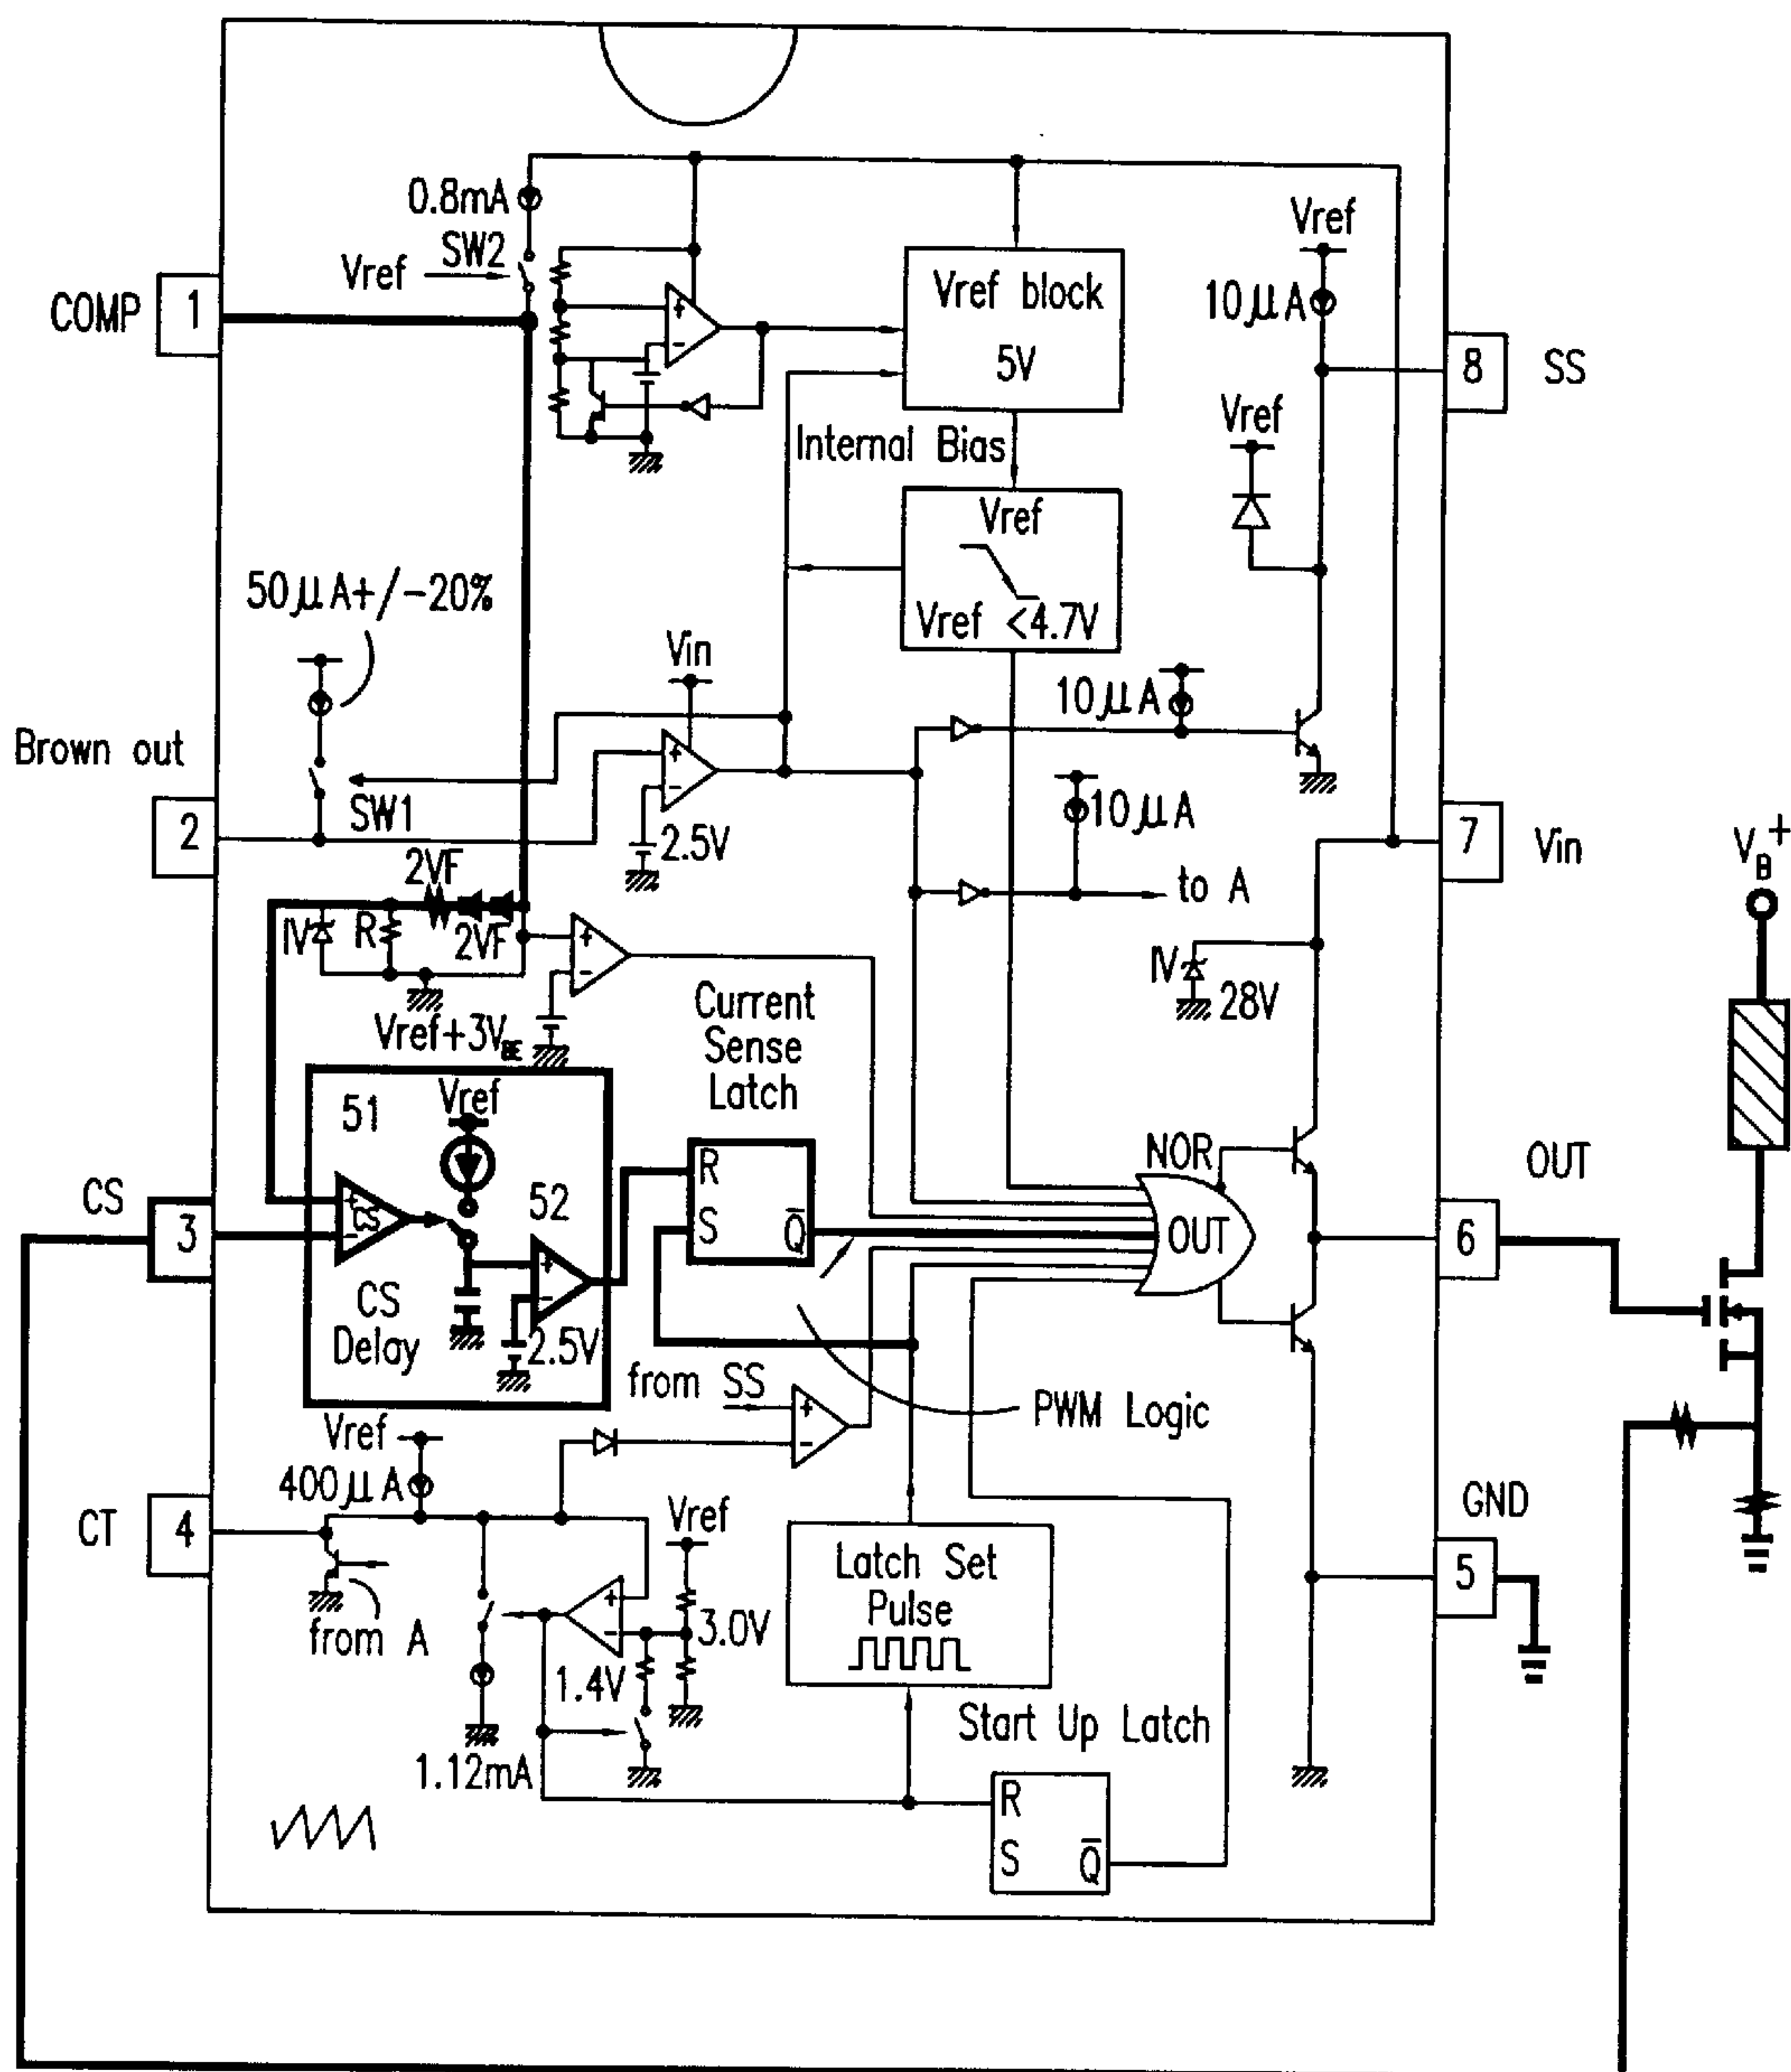 0.8mA
Vref
SW2
COMP
1
Vref block
5V
Vref
10μA
8
SS
Vref
Internal Bias
Vref
Vref <4.7V
50μA+/-20%
Vin
10μA
Brown out
SW1
2
2.5V
10μA
7
Vin
VB+
to A
2VF
2VF
IV
R
IV
28V
Vref+3VBE
Current
Sense
Latch
51
Vref
52
CS
3
CS
CS
Delay
2.5V
R
S
Q̅
NOR
OUT
OUT
6
from SS
PWM Logic
Vref
400μA
CT
4
from A
1.4V
1.12mA
Vref
3.0V
Latch Set
Pulse
GND
5
Start Up Latch
R
S
Q̅
+
-
+
-
+
-
+
-
+
-
+
-
+
-